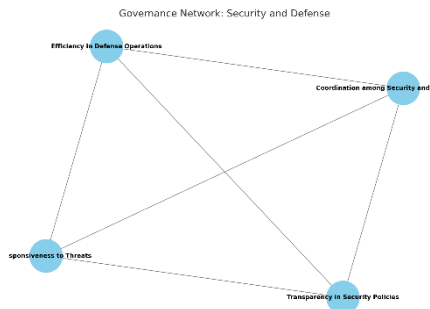 Governance Network: Security and Defense
Efficiency in Defense Operations
Coordination among Security and
sponsiveness to Threats
Transparency in Security Policies